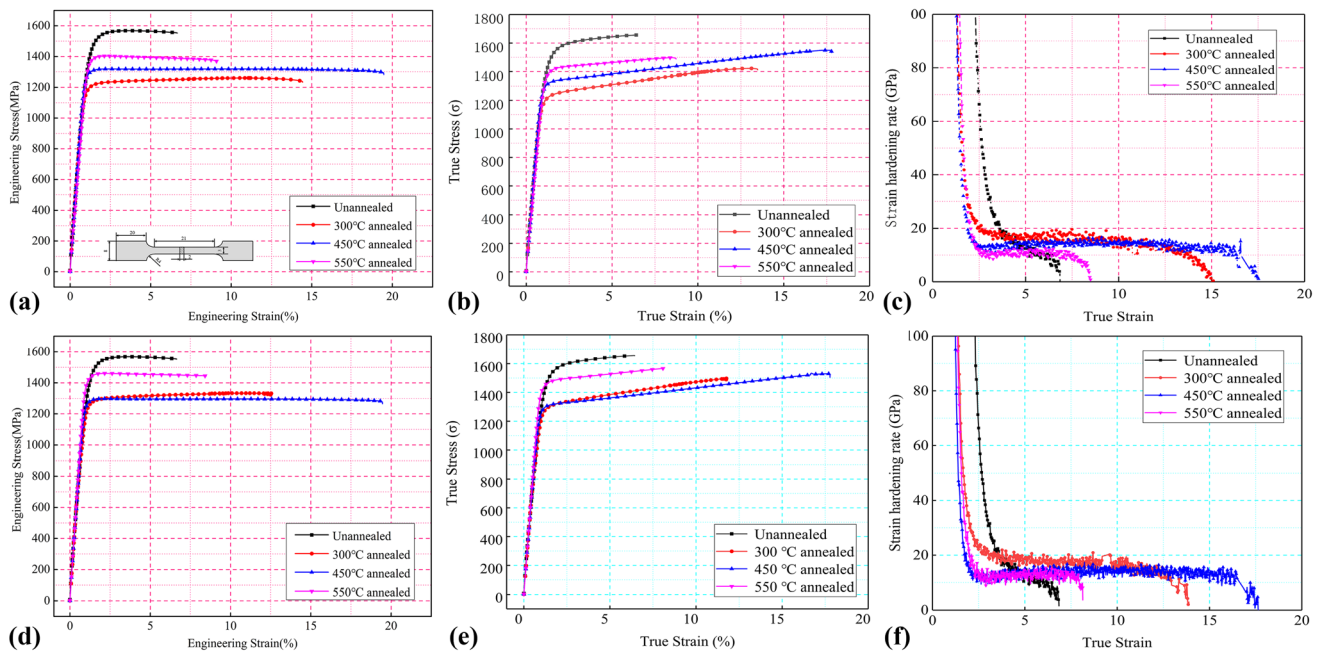 1600
1400
1200
1000
800
600
400
200
0
Engineering Stress(MPa)
0
5
10
15
20
Engineering Strain(%)
Unannealed
300℃ annealed
450℃ annealed
550℃ annealed
20
21
(a)
1800
1600
1400
1200
1000
800
600
400
200
0
True Stress (σ)
0
5
10
15
20
True Strain (%)
Unannealed
300℃ annealed
450℃ annealed
550℃ annealed
(b)
00
80
60
40
20
0
Strain hardening rate (GPa)
0
5
10
15
20
True Strain
Unannealed
300℃ annealed
450℃ annealed
550℃ annealed
(c)
1600
1400
1200
1000
800
600
400
200
0
Engineering Stress(MPa)
0
5
10
15
20
Engineering Strain(%)
Unannealed
300℃ annealed
450℃ annealed
550℃ annealed
(d)
1800
1600
1400
1200
1000
800
600
400
200
0
True Stress (σ)
0
5
10
15
20
True Strain (%)
Unannealed
300 ℃ annealed
450 ℃ annealed
550 ℃ annealed
(e)
100
80
60
40
20
0
Strain hardening rate (GPa)
0
5
10
15
20
True Strain
Unannealed
300℃ annealed
450℃ annealed
550℃ annealed
(f)